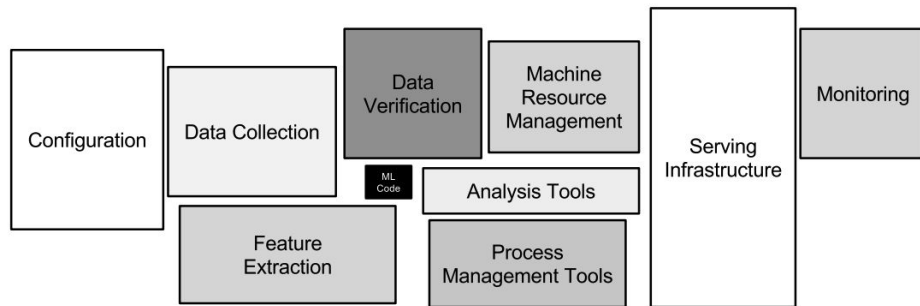 Configuration
Data Collection
Feature
Extraction
Data
Verification
ML
Code
Machine
Resource
Management
Analysis Tools
Process
Management Tools
Serving
Infrastructure
Monitoring